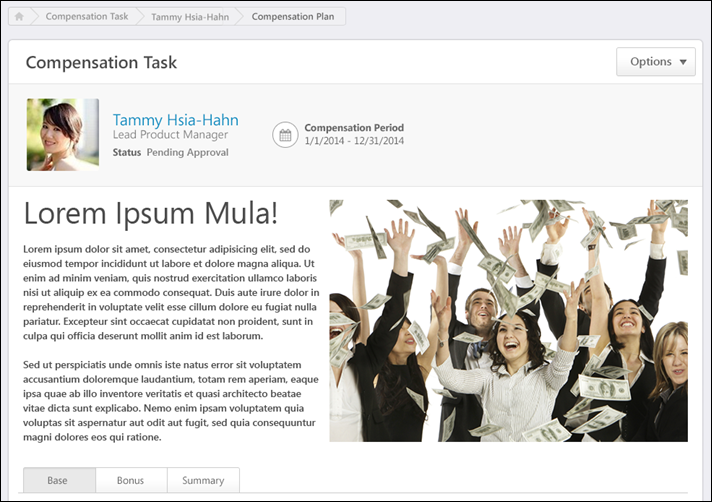 Compensation Task Tammy Hsia-Hahn Compensation Plan
Compensation Task
Options
Tammy Hsia-Hahn
Lead Product Manager
Status Pending Approval
Compensation Period
1/1/2014 - 12/31/2014
Lorem Ipsum Mula!
Lorem ipsum dolor sit amet, consectetur adipisicing elit, sed do
eiusmod tempor incididunt ut labore et dolore magna aliqua. Ut
enim ad minim veniam, quis nostrud exercitation ullamco laboris
nisi ut aliquip ex ea commodo consequat. Duis aute irure dolor in
reprehenderit in voluptate velit esse cillum dolore eu fugiat nulla
pariatur. Excepteur sint occaecat cupidatat non proident, sunt in
culpa qui officia deserunt mollit anim id est laborum.
Sed ut perspiciatis unde omnis iste natus error sit voluptatem
accusantium doloremque laudantium, totam rem aperiam, eaque
ipsa quae ab illo inventore veritatis et quasi architecto beatae
vitae dicta sunt explicabo. Nemo enim ipsam voluptatem quia
voluptas sit aspernatur aut odit aut fugit, sed quia consequuntur
magni dolores eos qui ratione.
Base Bonus Summary